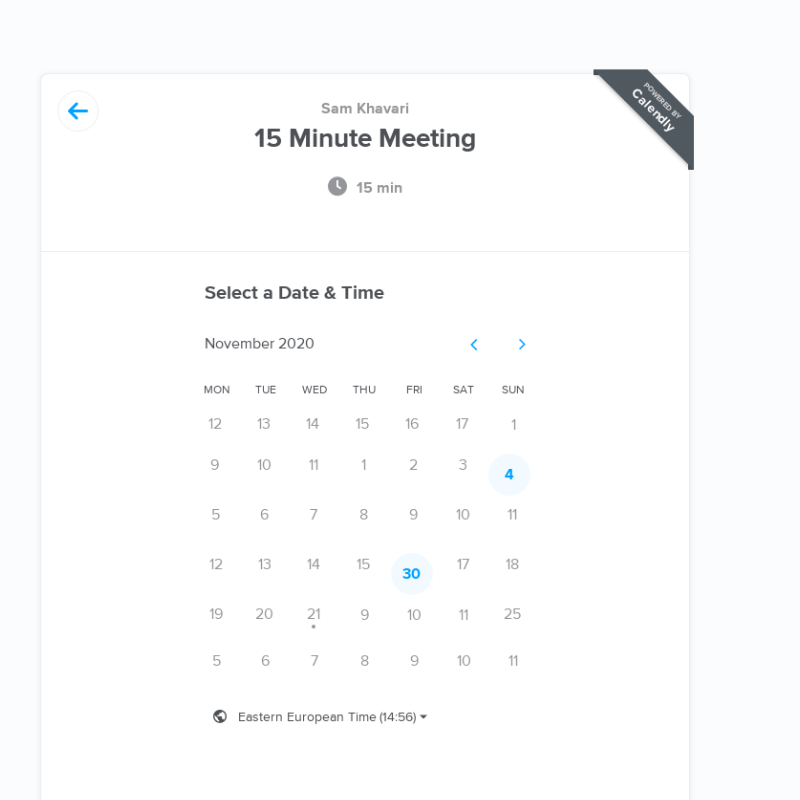 POWERED BY
Calendly
Sam Khavari
15 Minute Meeting
15 min
Select a Date & Time
November 2020
MON TUE WED THU FRI SAT SUN
12 13 14 15 16 17 1
9 10 11 1 2 3 4
5 6 7 8 9 10 11
12 13 14 15 30 17 18
19 20 21 9 10 11 25
5 6 7 8 9 10 11
Eastern European Time (14:56)